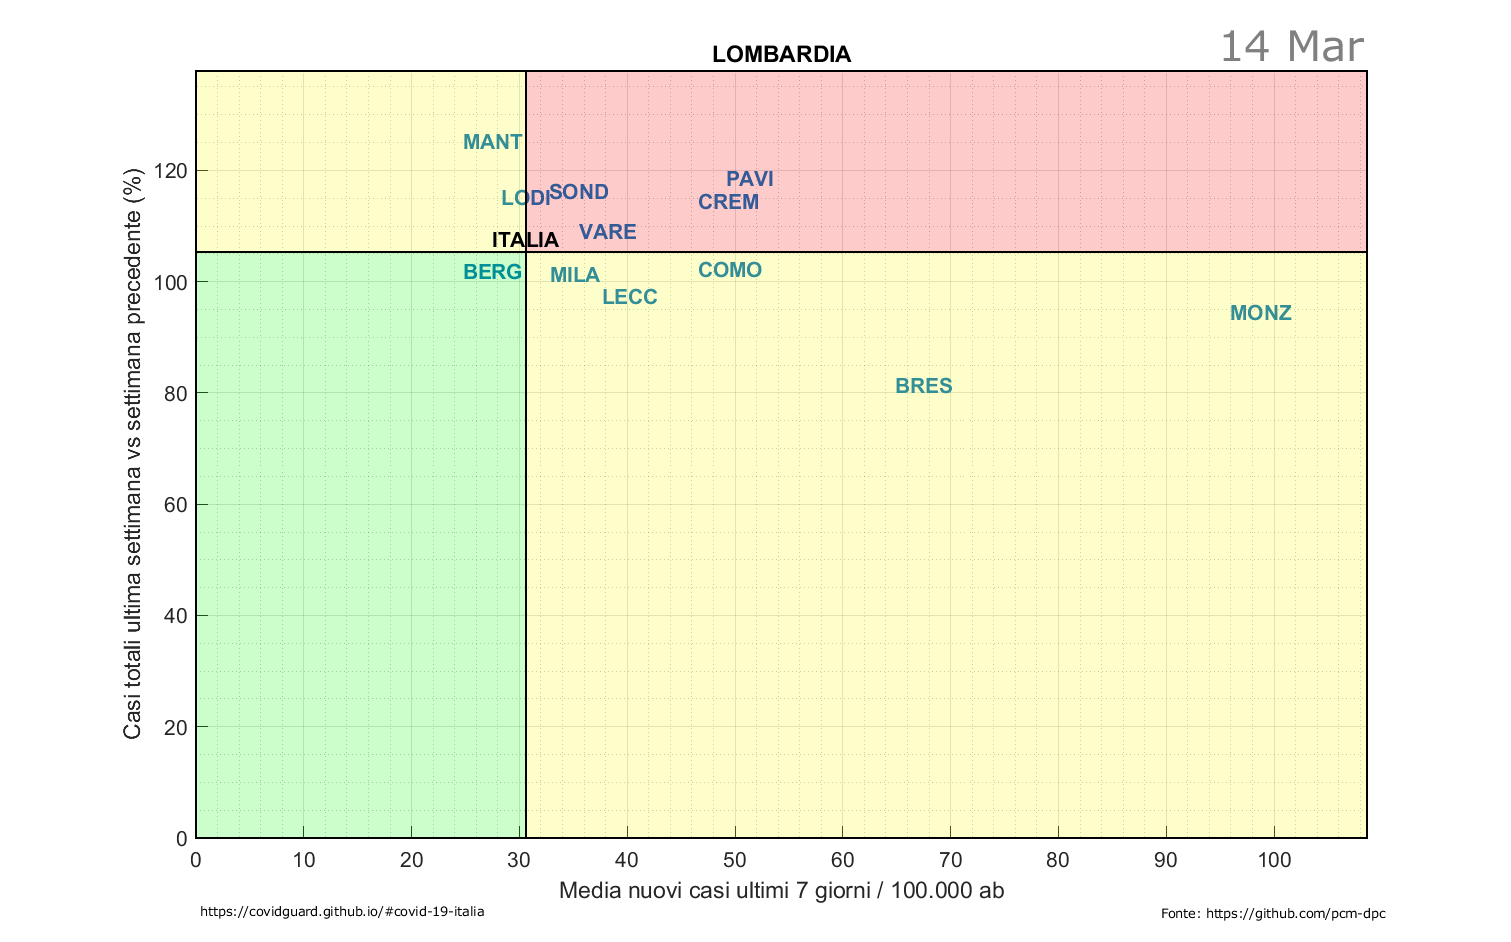 14 Mar
LOMBARDIA
Casi totali ultima settimana vs settimana precedente (%)
120
100
80
60
40
20
0
MANT
PAVI
LODI
SOND
CREM
VARE
ITALIA
BERG
MILA
COMO
LECC
MONZ
BRES
0 10 20 30 40 50 60 70 80 90 100
Media nuovi casi ultimi 7 giorni / 100.000 ab
https://covidguard.github.io/#covid-19-italia
Fonte: https://github.com/pcm-dpc